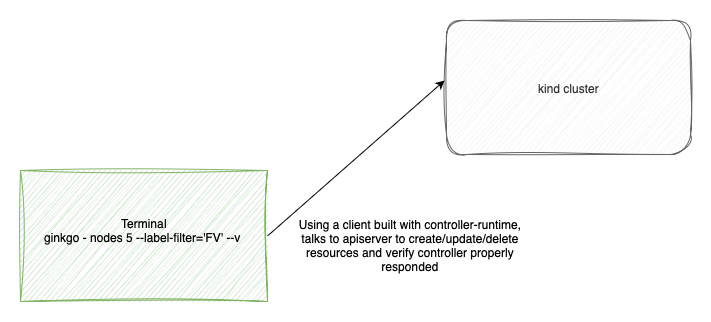 kind cluster
Terminal
ginkgo - nodes 5 --label-filter='FV' --v
Using a client built with controller-runtime,
talks to apiserver to create/update/delete
resources and verify controller properly
responded